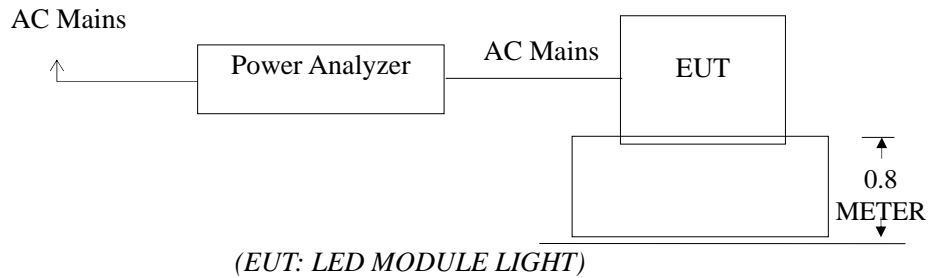 AC Mains
Power Analyzer
AC Mains
EUT
0.8
METER
(EUT: LED MODULE LIGHT)